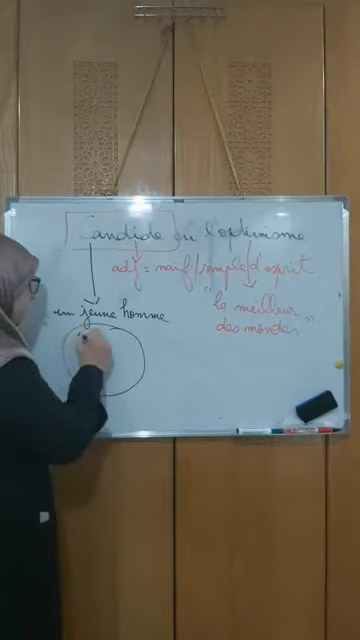 Candide ou l'optimisme
adj = naïf / simple d'esprit
un jeune homme
"le meilleur
des mondes"